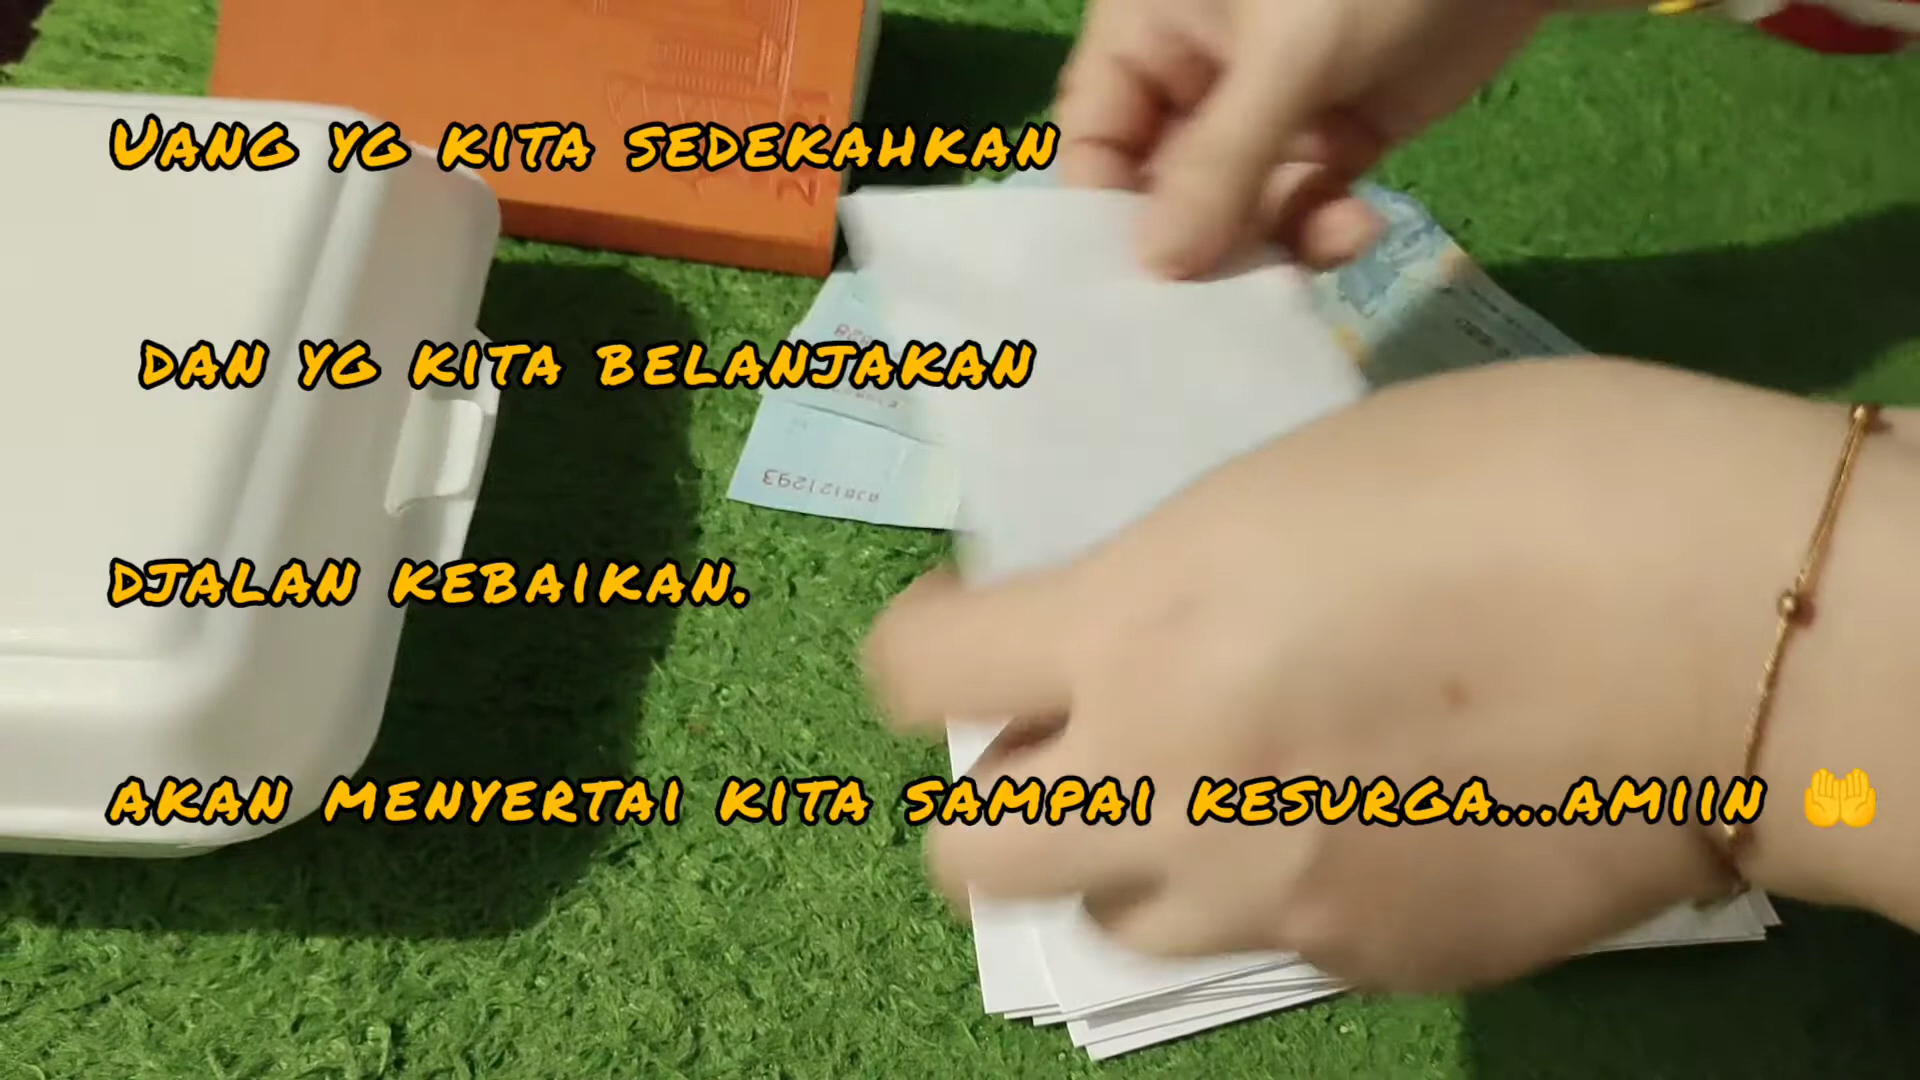 Uang yg kita sedekahkan
dan yg kita belanjakan
djalan kebaikan.
akan menyertai kita sampai kesurga...amiin 🤲